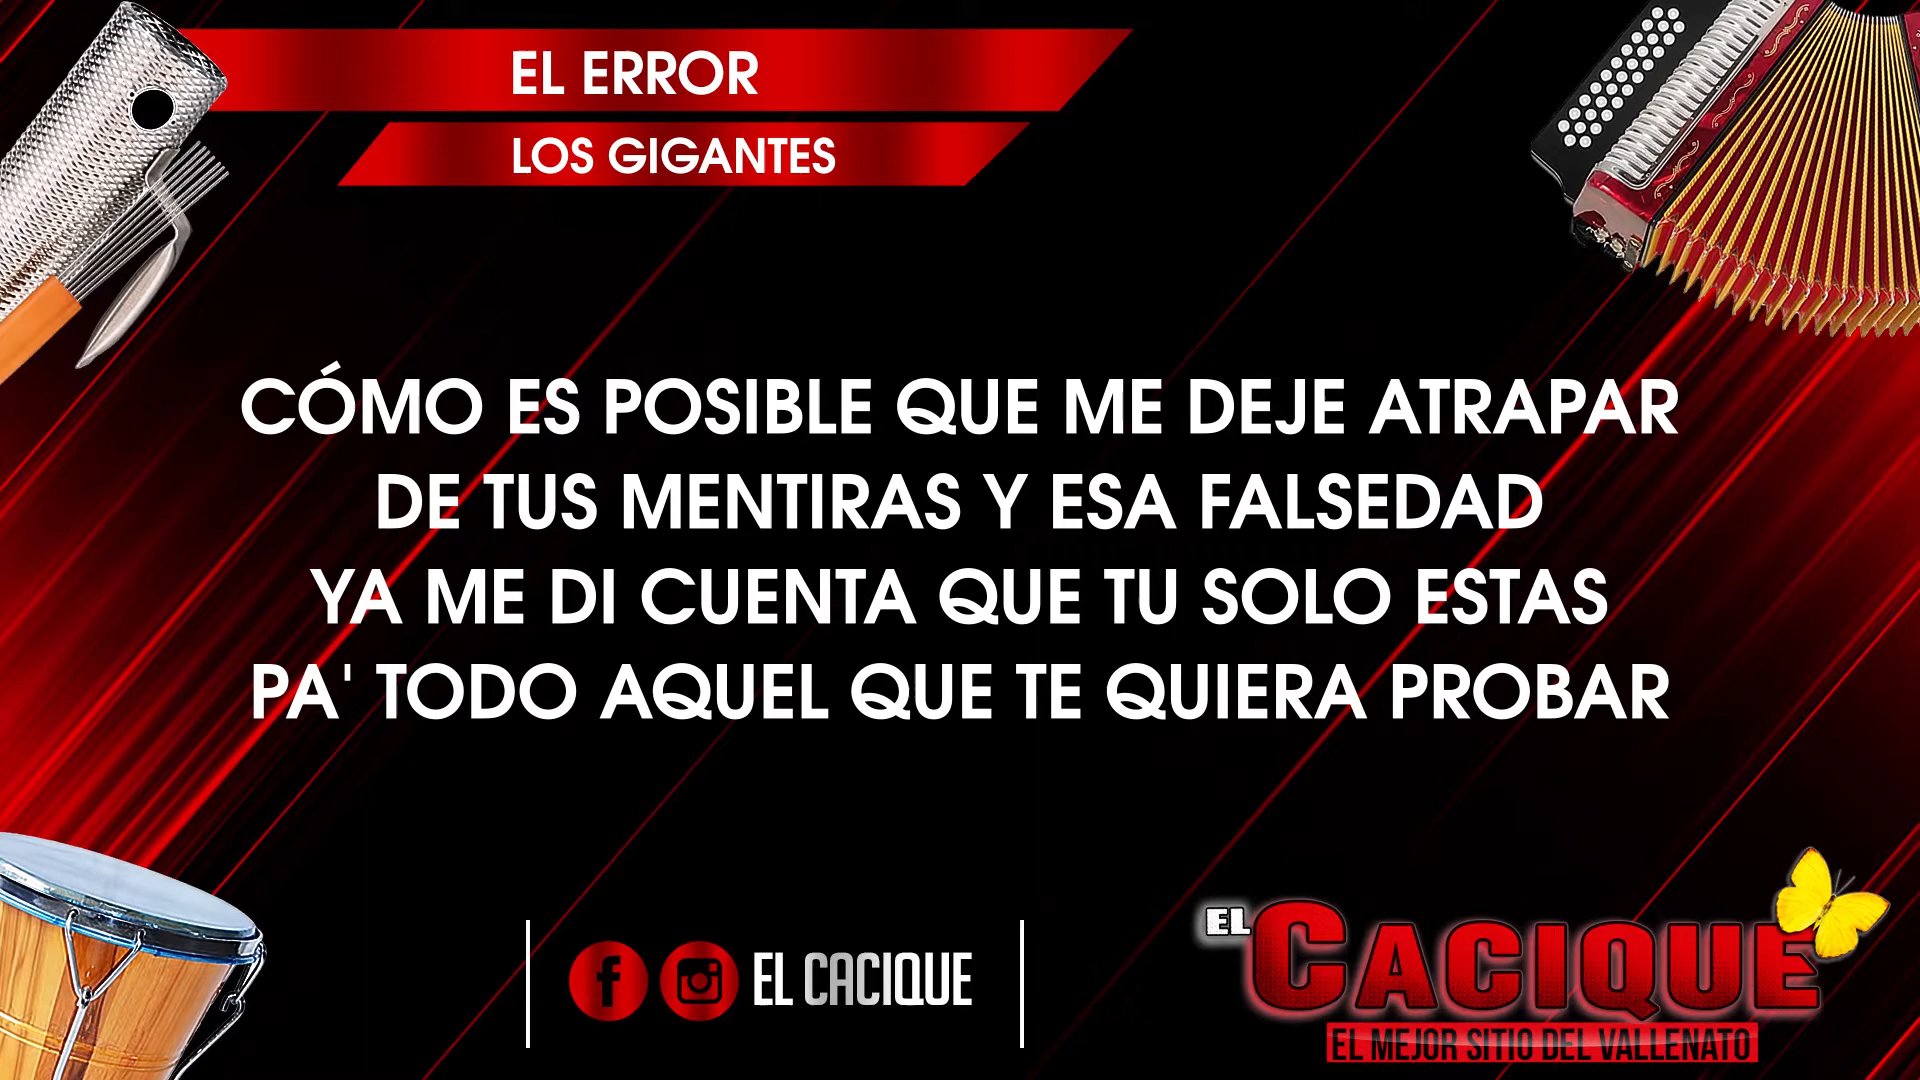 EL ERROR
LOS GIGANTES
CÓMO ES POSIBLE QUE ME DEJE ATRAPAR
DE TUS MENTIRAS Y ESA FALSEDAD
YA ME DI CUENTA QUE TU SOLO ESTAS
PA' TODO AQUEL QUE TE QUIERA PROBAR
EL CACIQUE
EL CACIQUE
EL MEJOR SITIO DEL VALLENATO